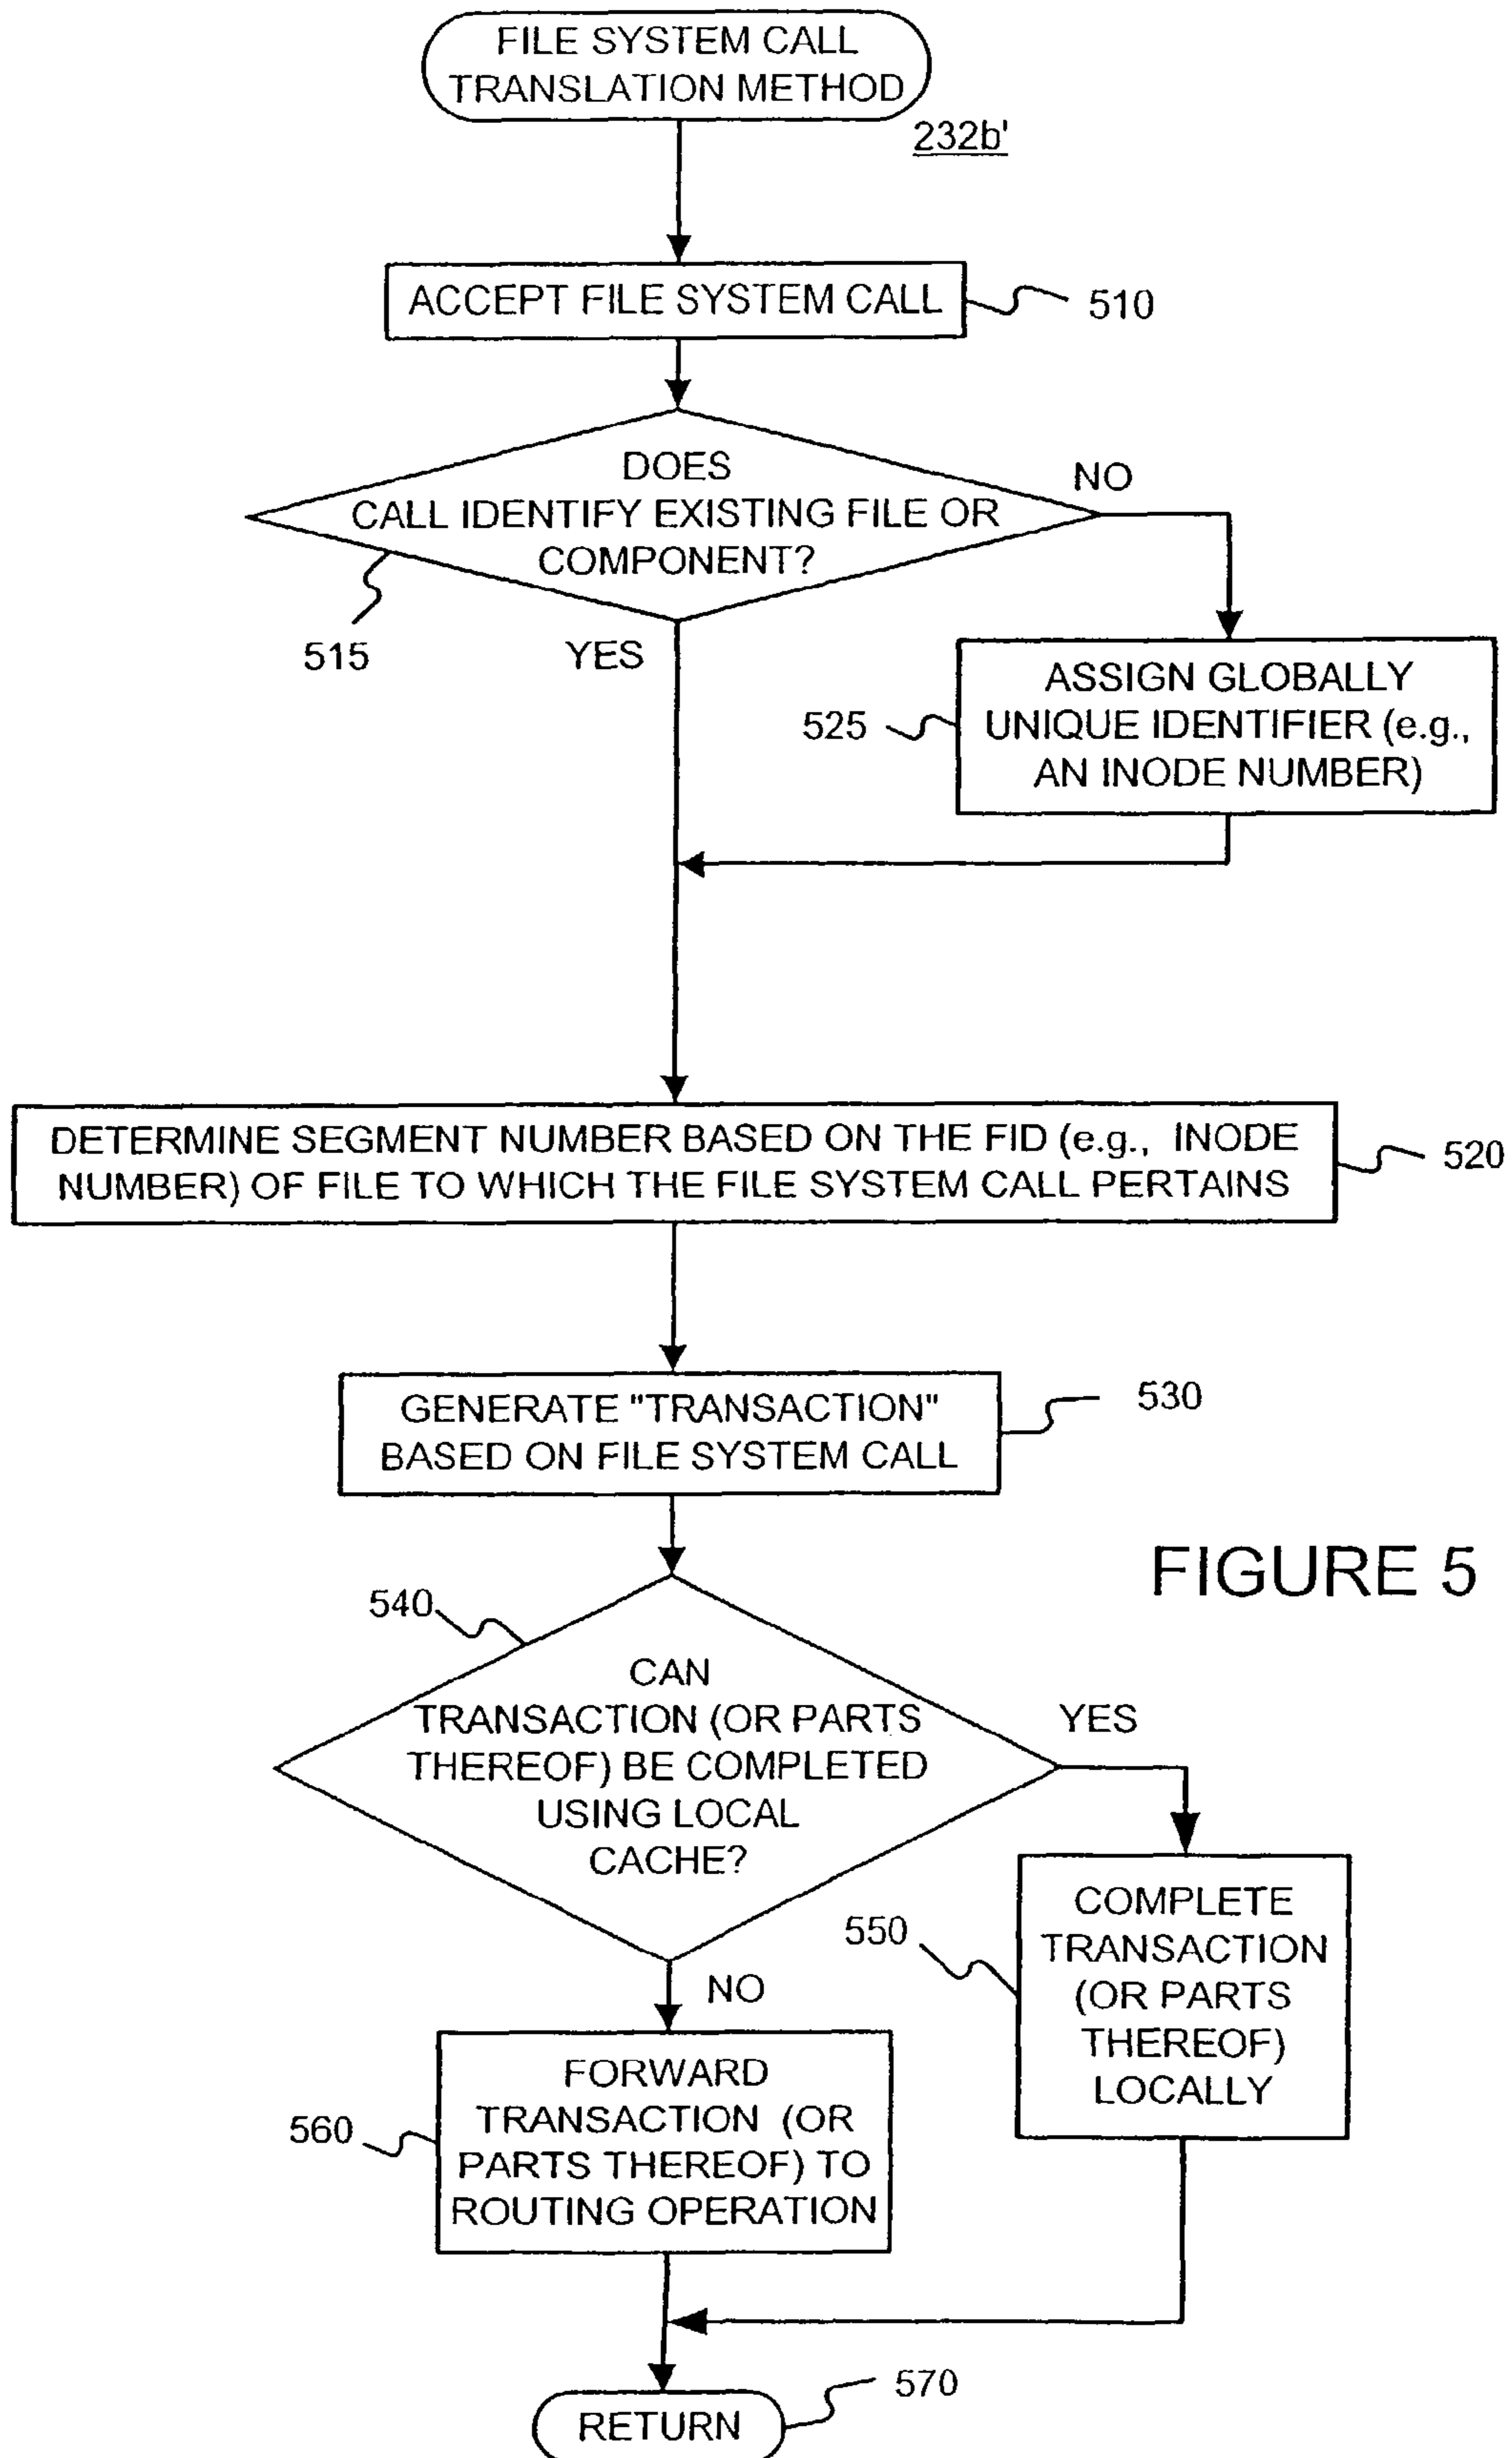 FILE SYSTEM CALL
TRANSLATION METHOD
232b'
ACCEPT FILE SYSTEM CALL
510
DOES
CALL IDENTIFY EXISTING FILE OR
COMPONENT?
NO
515
YES
ASSIGN GLOBALLY
UNIQUE IDENTIFIER (e.g.,
AN INODE NUMBER)
525
DETERMINE SEGMENT NUMBER BASED ON THE FID (e.g., INODE
NUMBER) OF FILE TO WHICH THE FILE SYSTEM CALL PERTAINS
520
GENERATE "TRANSACTION"
BASED ON FILE SYSTEM CALL
530
FIGURE 5
540
CAN
TRANSACTION (OR PARTS
THEREOF) BE COMPLETED
USING LOCAL
CACHE?
YES
550
COMPLETE
TRANSACTION
(OR PARTS
THEREOF)
LOCALLY
NO
560
FORWARD
TRANSACTION (OR
PARTS THEREOF) TO
ROUTING OPERATION
570
RETURN